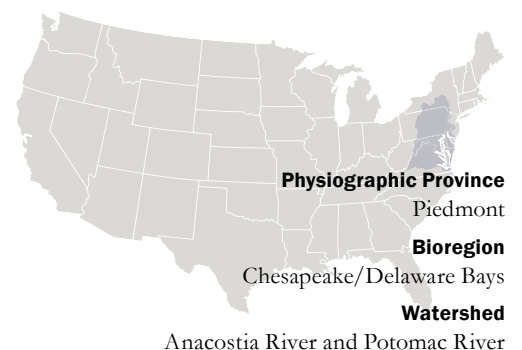 Physiographic Province
Piedmont
Bioregion
Chesapeake/Delaware Bays
Watershed
Anacostia River and Potomac River